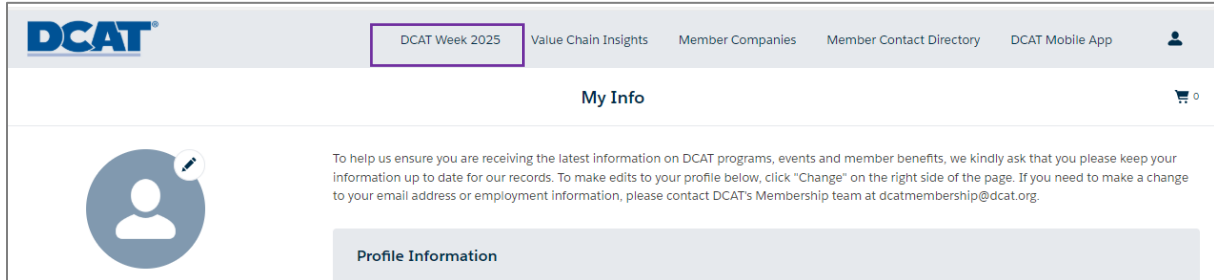 DCAT®
DCAT Week 2025 Value Chain Insights Member Companies Member Contact Directory DCAT Mobile App
My Info
0
To help us ensure you are receiving the latest information on DCAT programs, events and member benefits, we kindly ask that you please keep your
information up to date for our records. To make edits to your profile below, click "Change" on the right side of the page. If you need to make a change
to your email address or employment information, please contact DCAT's Membership team at dcatmembership@dcat.org.
Profile Information